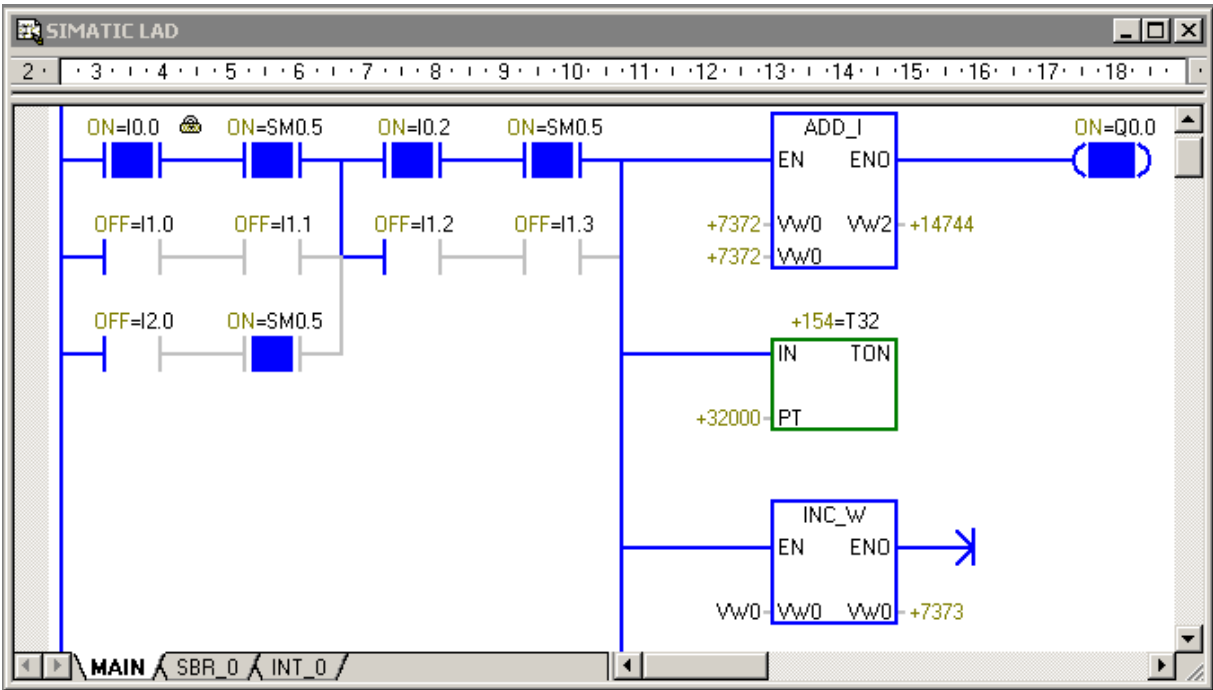 SIMATIC LAD
2 · · 3 · ı · 4 · ı · 5 · ı · 6 · ı · 7 · ı · 8 · ı · 9 · ı · 10 · ı · 11 · ı · 12 · ı · 13 · ı · 14 · ı · 15 · ı · 16 · ı · 17 · ı · 18 · ı ·
ON=I0.0 ON=SM0.5 ON=I0.2 ON=SM0.5 ADD_I ON=Q0.0
EN ENO
OFF=I1.0 OFF=I1.1 OFF=I1.2 OFF=I1.3 +7372 VW0 VW2 +14744
+7372 VW0
OFF=I2.0 ON=SM0.5 +154=T32
IN TON
+32000 PT
INC_W
EN ENO
VW0 VW0 VW0 +7373
MAIN SBR_0 INT_0